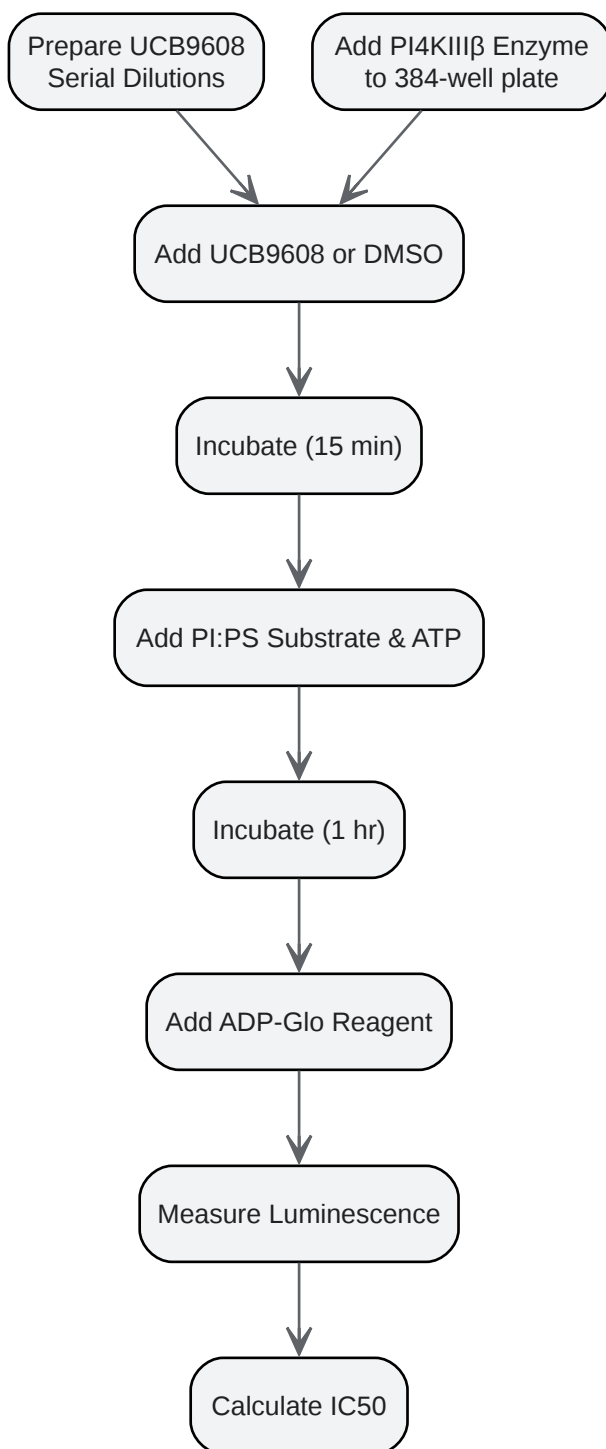 Prepare UCB9608
Serial Dilutions
Add PI4KIIIβ Enzyme
to 384-well plate
Add UCB9608 or DMSO
Incubate (15 min)
Add PI:PS Substrate & ATP
Incubate (1 hr)
Add ADP-Glo Reagent
Measure Luminescence
Calculate IC50